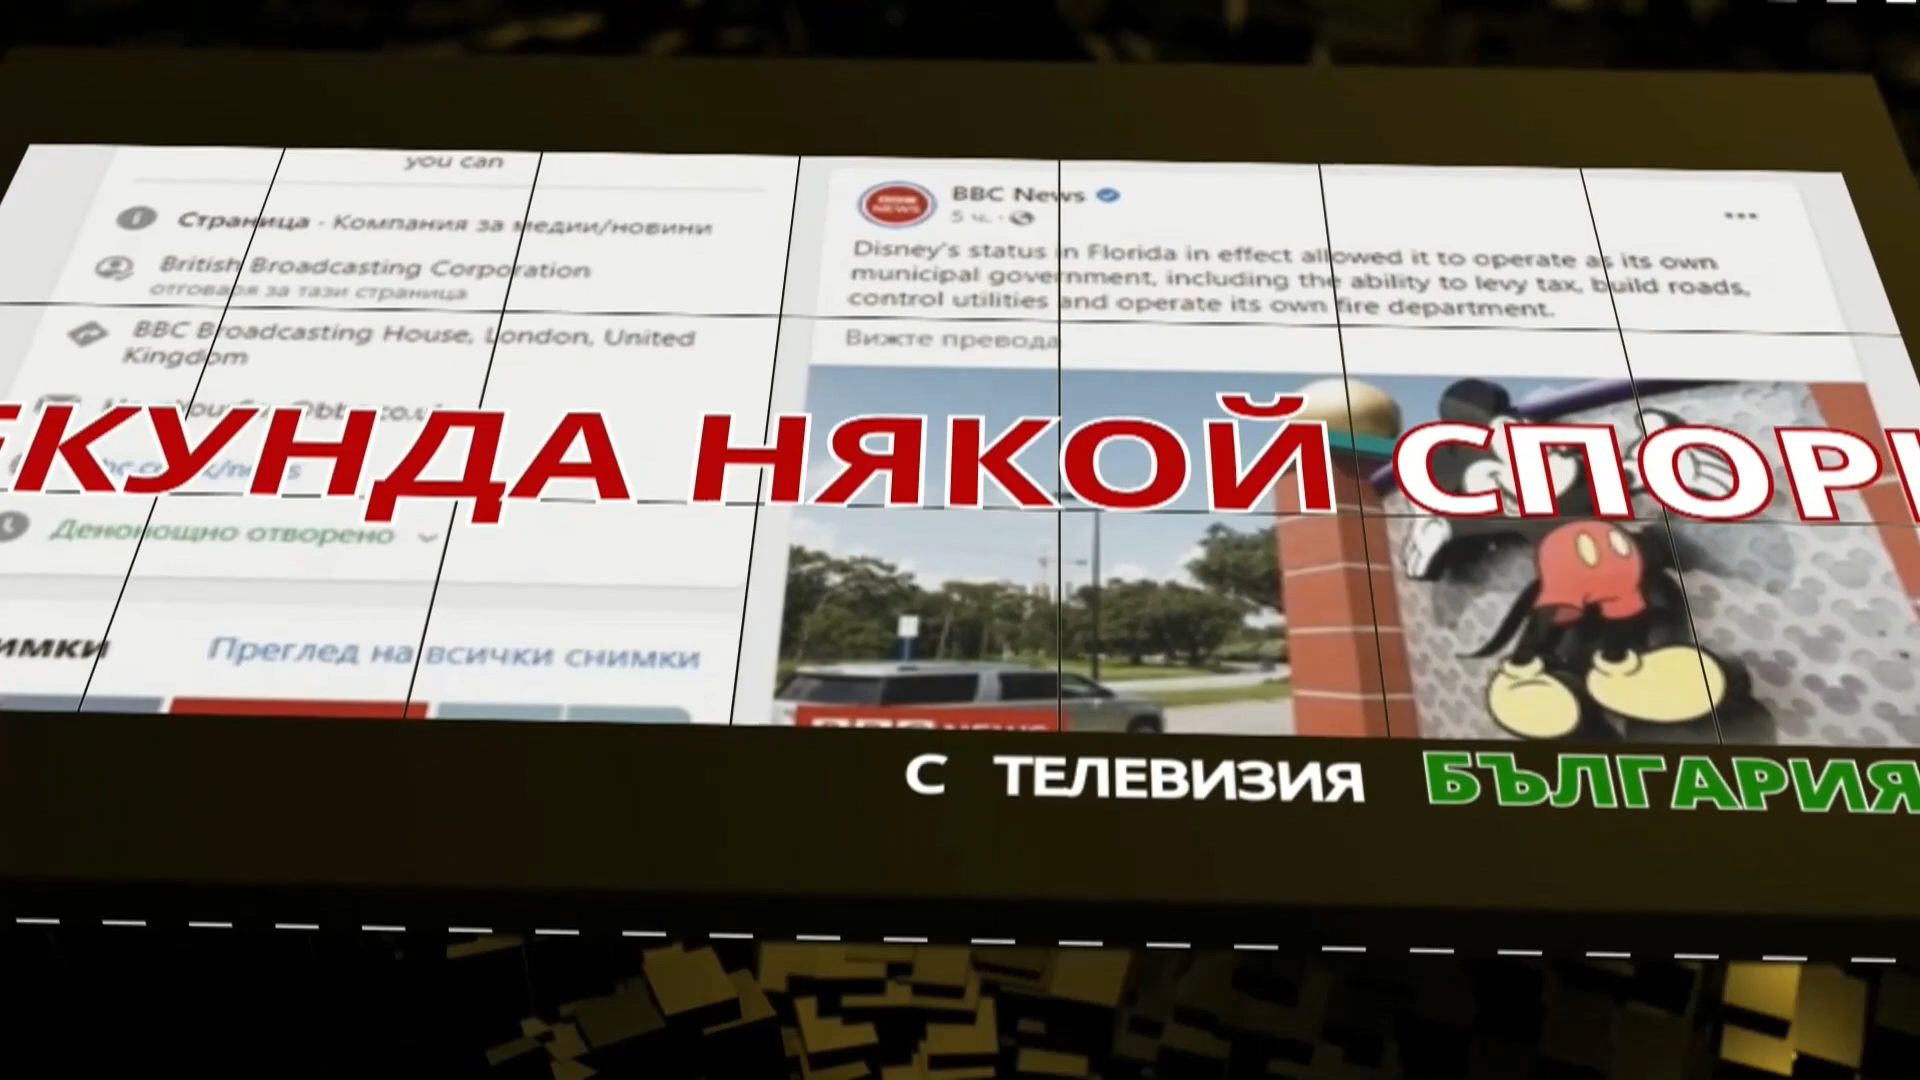 you can
Страница - Компания за медии/новини
British Broadcasting Corporation
отговаря за тази страница
BBC Broadcasting House, London, United
Kingdom
Денонощно отворено
Преглед на всички снимки
BBC News
5 ч.
Disney's status in Florida in effect allowed it to operate as its own
municipal government, including the ability to levy tax, build roads,
control utilities and operate its own fire department.
Вижте превода
NEWS
ЕКУНДА НЯКОЙ СПОР
С ТЕЛЕВИЗИЯ БЪЛГАРИЯ